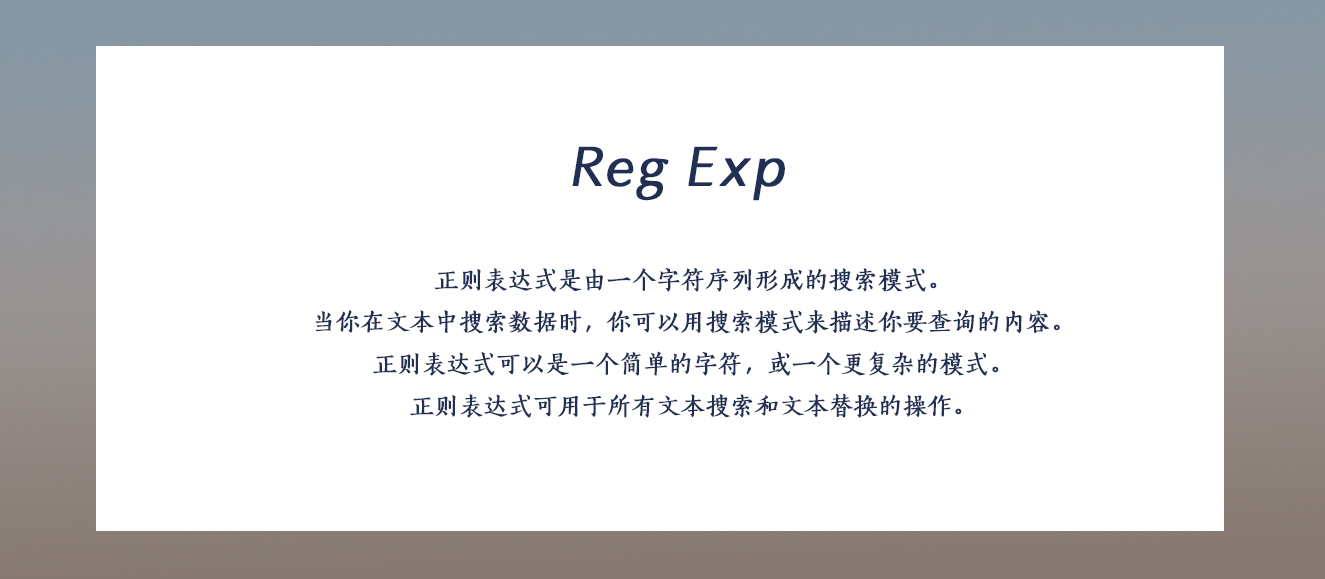 Reg Exp
正则表达式是由一个字符序列形成的搜索模式。
当你在文本中搜索数据时，你可以用搜索模式来描述你要查询的内容。
正则表达式可以是一个简单的字符，或一个更复杂的模式。
正则表达式可用于所有文本搜索和文本替换的操作。